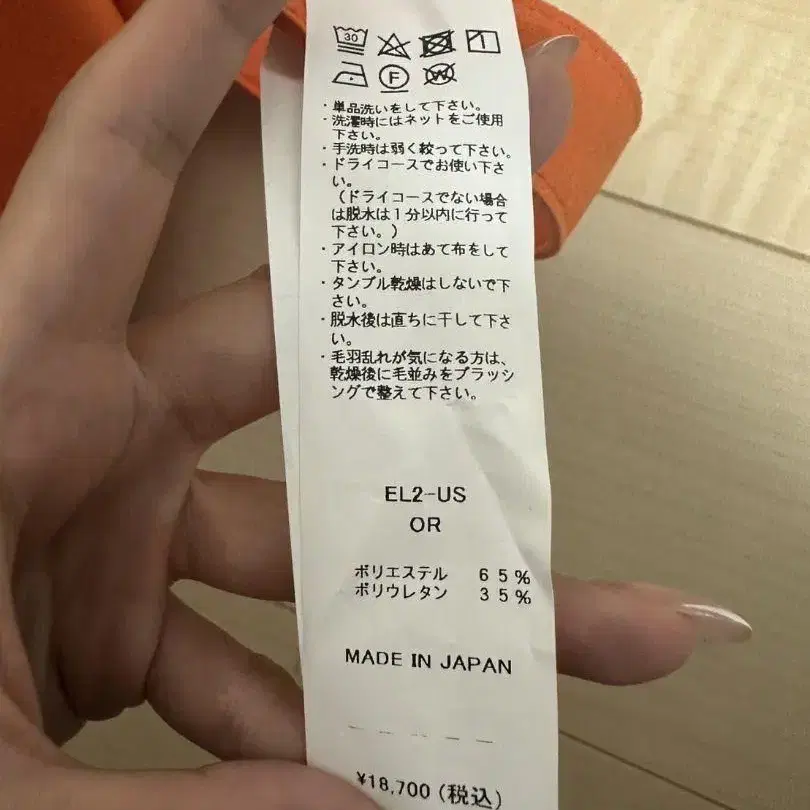 30
F
W
・単品洗いをして下さい。
・洗濯時にはネットをご使用
下さい。
・手洗時は弱く絞って下さい。
・ドライコースでお使い下さ
い。
（ドライコースでない場合
は脱水は１分以内に行って
下さい。）
・アイロン時はあて布をして
下さい。
・タンブル乾燥はしないで下
さい。
・脱水後は直ちに干して下さ
い。
・毛羽乱れが気になる方は、
乾燥後に毛並みをブラッシ
ングで整えて下さい。
EL2-US
OR
ポリエステル ６５％
ポリウレタン ３５％
MADE IN JAPAN
¥18,700（税込）